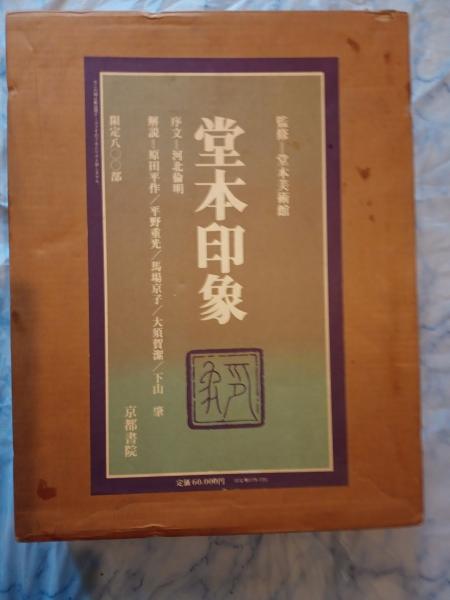 監修＝堂本美術館
堂本印象
序文＝河北倫明
解説＝原田平作／平野重光／馬場京子／大須賀潔／下山 肇
限定八〇〇部
京都書院
定価60,000円